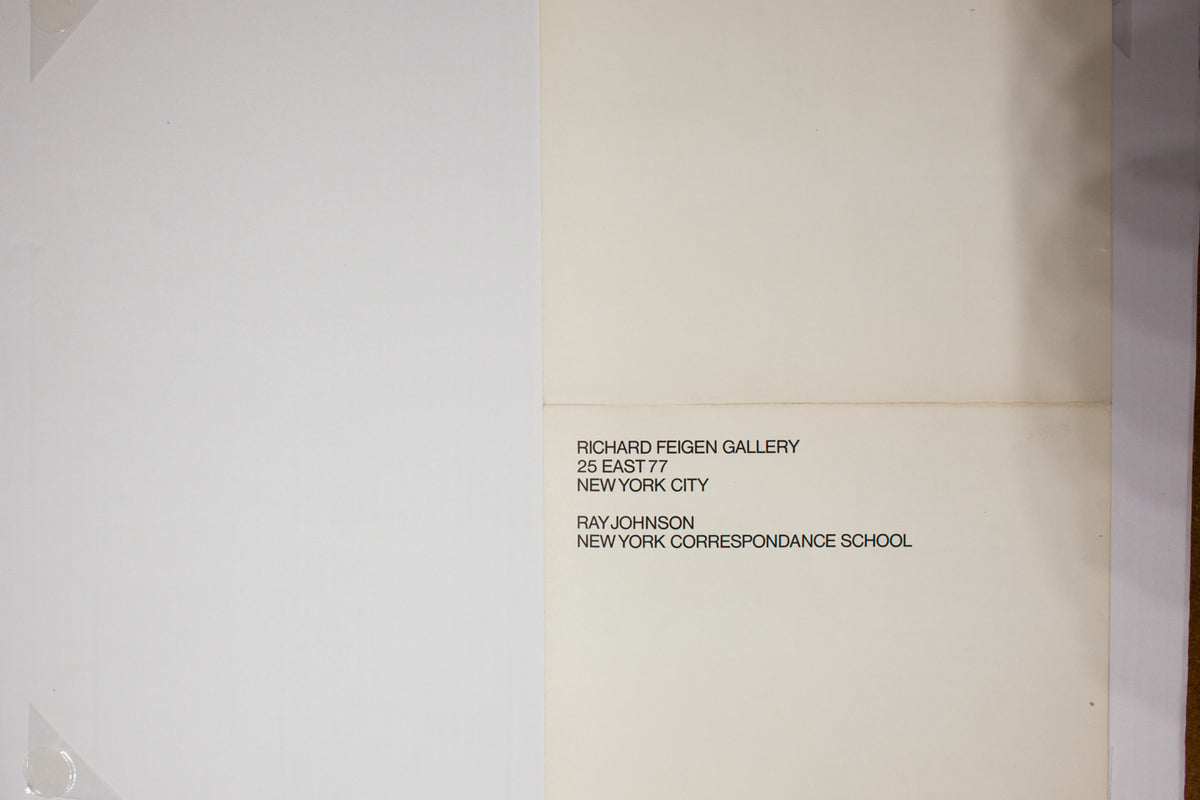 RICHARD FEIGEN GALLERY
25 EAST 77
NEW YORK CITY
RAY JOHNSON
NEW YORK CORRESPONDANCE SCHOOL